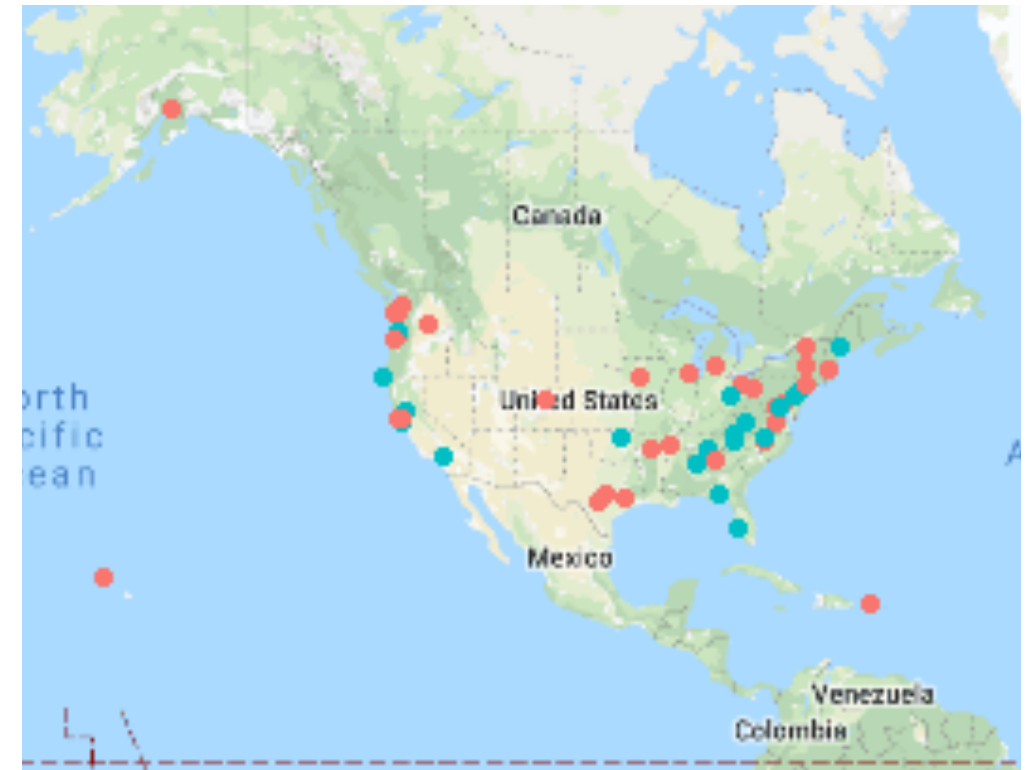 Canada
orth
cific
ean
United States
A
Mexico
Venezuela
Colombia